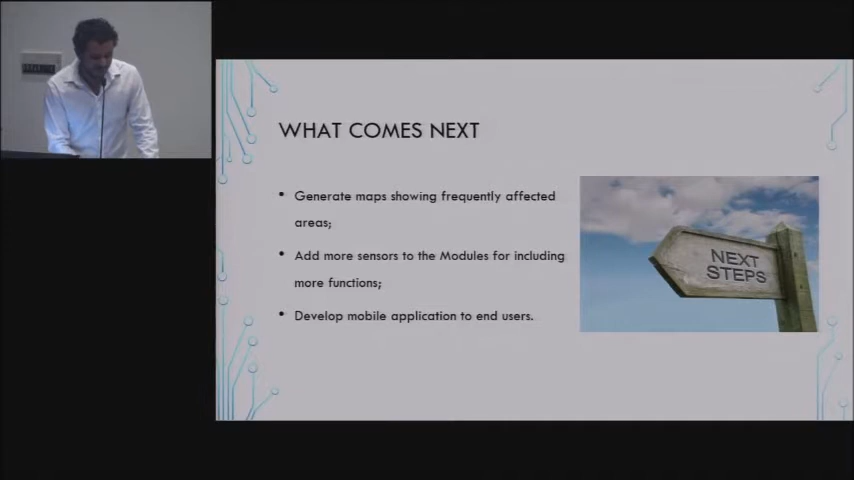 WHAT COMES NEXT
• Generate maps showing frequently affected
areas;
• Add more sensors to the Modules for including
more functions;
• Develop mobile application to end users.
NEXT
STEPS